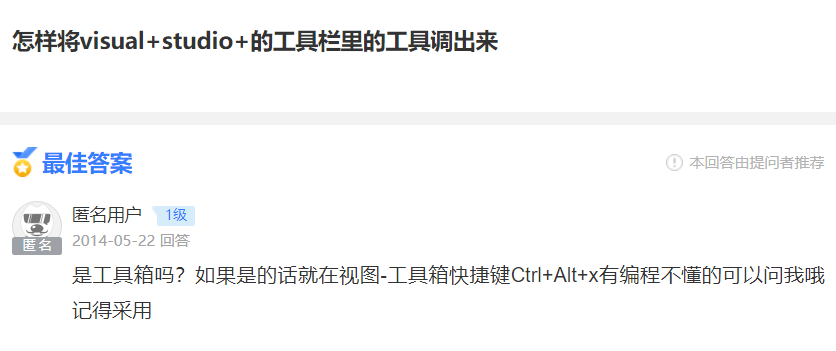 怎样将visual+studio+的工具栏里的工具调出来
最佳答案
本回答由提问者推荐
匿名用户 1级
匿名
2014-05-22 回答
是工具箱吗？如果是的话就在视图-工具箱快捷键Ctrl+Alt+x有编程不懂的可以问我哦
记得采用